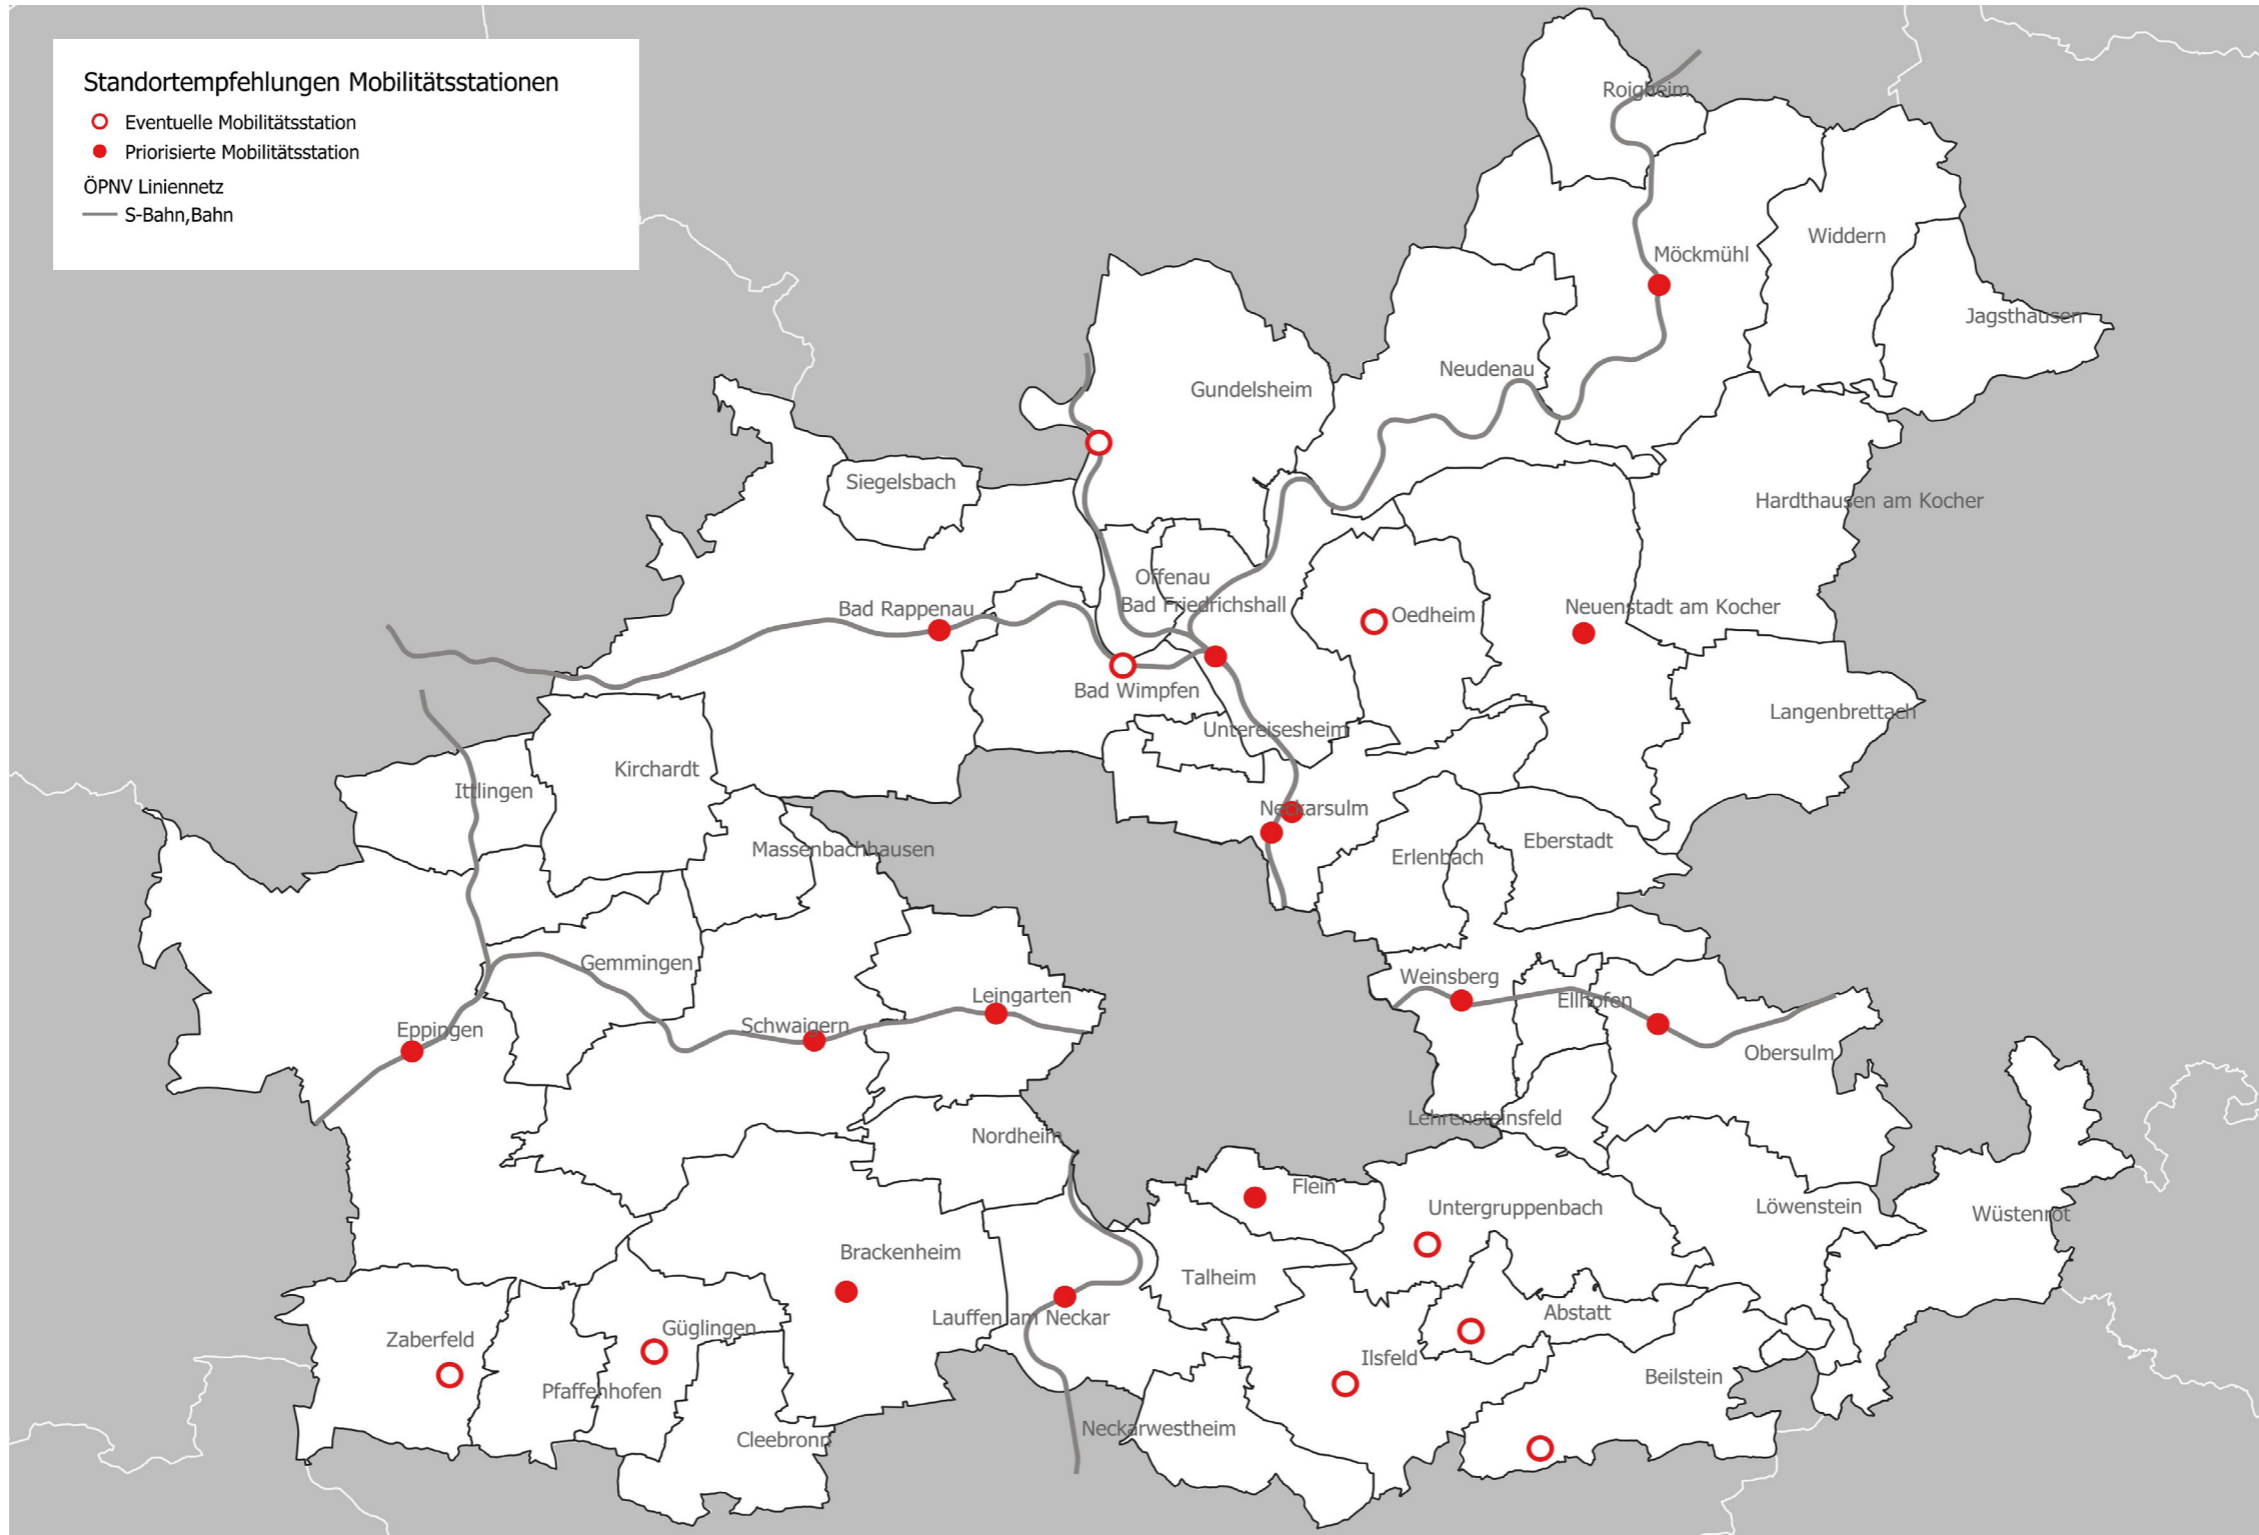 Standortempfehlungen Mobilitätsstationen
Eventuelle Mobilitätsstation
Priorisierte Mobilitätsstation
ÖPNV Liniennetz
S-Bahn,Bahn
Roigheim
Widdern
Möckmühl
Jagsthausen
Neudenau
Gundelsheim
Siegelsbach
Hardthausen am Kocher
Offenau
Bad Rappenau
Bad Friedrichshall
Oedheim
Neuenstadt am Kocher
Bad Wimpfen
Langenbrettach
Untereisesheim
Kirchardt
Ittlingen
Neckarsulm
Massenbachhausen
Erlenbach
Eberstadt
Gemmingen
Weinsberg
Leingarten
Ellhofen
Schwaigern
Eppingen
Obersulm
Lehrensteinsfeld
Nordheim
Flein
Untergruppenbach
Löwenstein
Wüstenrot
Brackenheim
Talheim
Abstatt
Lauffen am Neckar
Güglingen
Zaberfeld
Ilsfeld
Beilstein
Pfaffenhofen
Neckarwestheim
Cleebronn